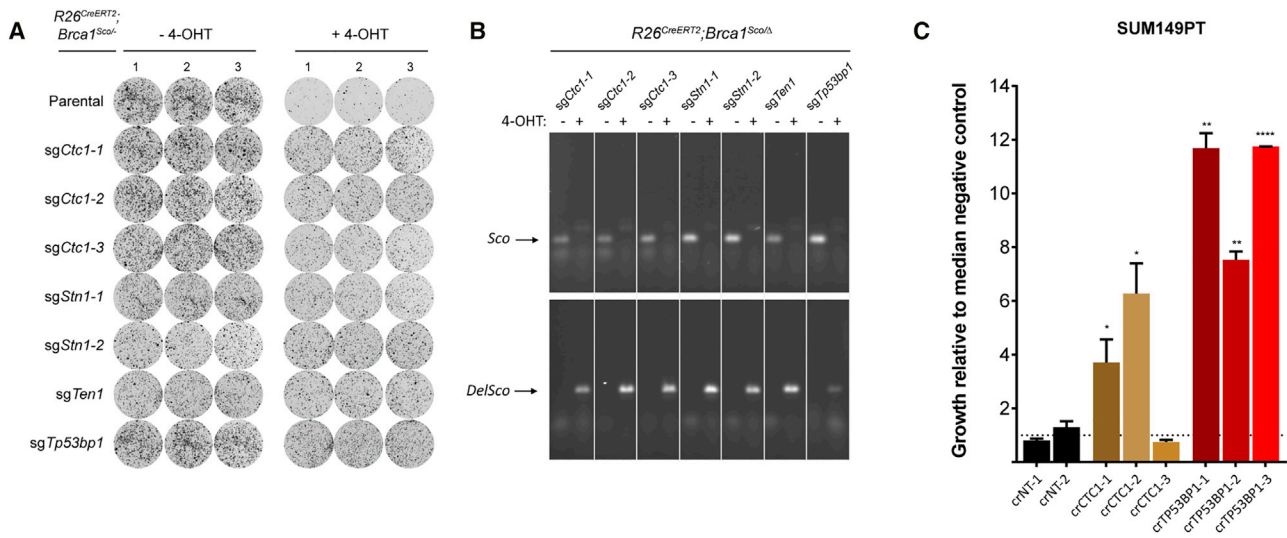 A
R26CreERT2;
Brca1Sco/-
- 4-OHT
+ 4-OHT
1 2 3
1 2 3
Parental
sgCtc1-1
sgCtc1-2
sgCtc1-3
sgStn1-1
sgStn1-2
sgTen1
sgTp53bp1
B
R26CreERT2;Brca1Sco/Δ
sgCtc1-1
sgCtc1-2
sgCtc1-3
sgStn1-1
sgStn1-2
sgTen1
sgTp53bp1
4-OHT: - + - + - + - + - + - + - +
Sco
DelSco
C
SUM149PT
Growth relative to median negative control
14
12
10
8
6
4
2
* * ** ** ****
crNT-1
crNT-2
crCTC1-1
crCTC1-2
crCTC1-3
crTP53BP1-1
crTP53BP1-2
crTP53BP1-3